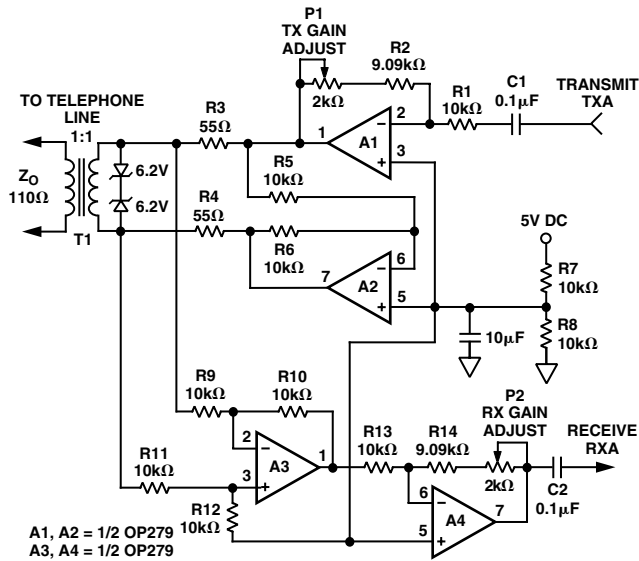 P1
TX GAIN
ADJUST
R2
9.09kΩ
2kΩ
R1
10kΩ
C1
0.1µF
TRANSMIT
TXA
TO TELEPHONE
LINE
1:1
R3
55Ω
1
A1
2
3
6.2V
6.2V
ZO
110Ω
T1
R5
10kΩ
R4
55Ω
R6
10kΩ
7
A2
6
5
5V DC
R7
10kΩ
R8
10kΩ
10µF
R9
10kΩ
R10
10kΩ
R11
10kΩ
2
3
A3
1
R12
10kΩ
R13
10kΩ
R14
9.09kΩ
P2
RX GAIN
ADJUST
2kΩ
RECEIVE
RXA
C2
0.1µF
6
5
A4
7
A1, A2 = 1/2 OP279
A3, A4 = 1/2 OP279